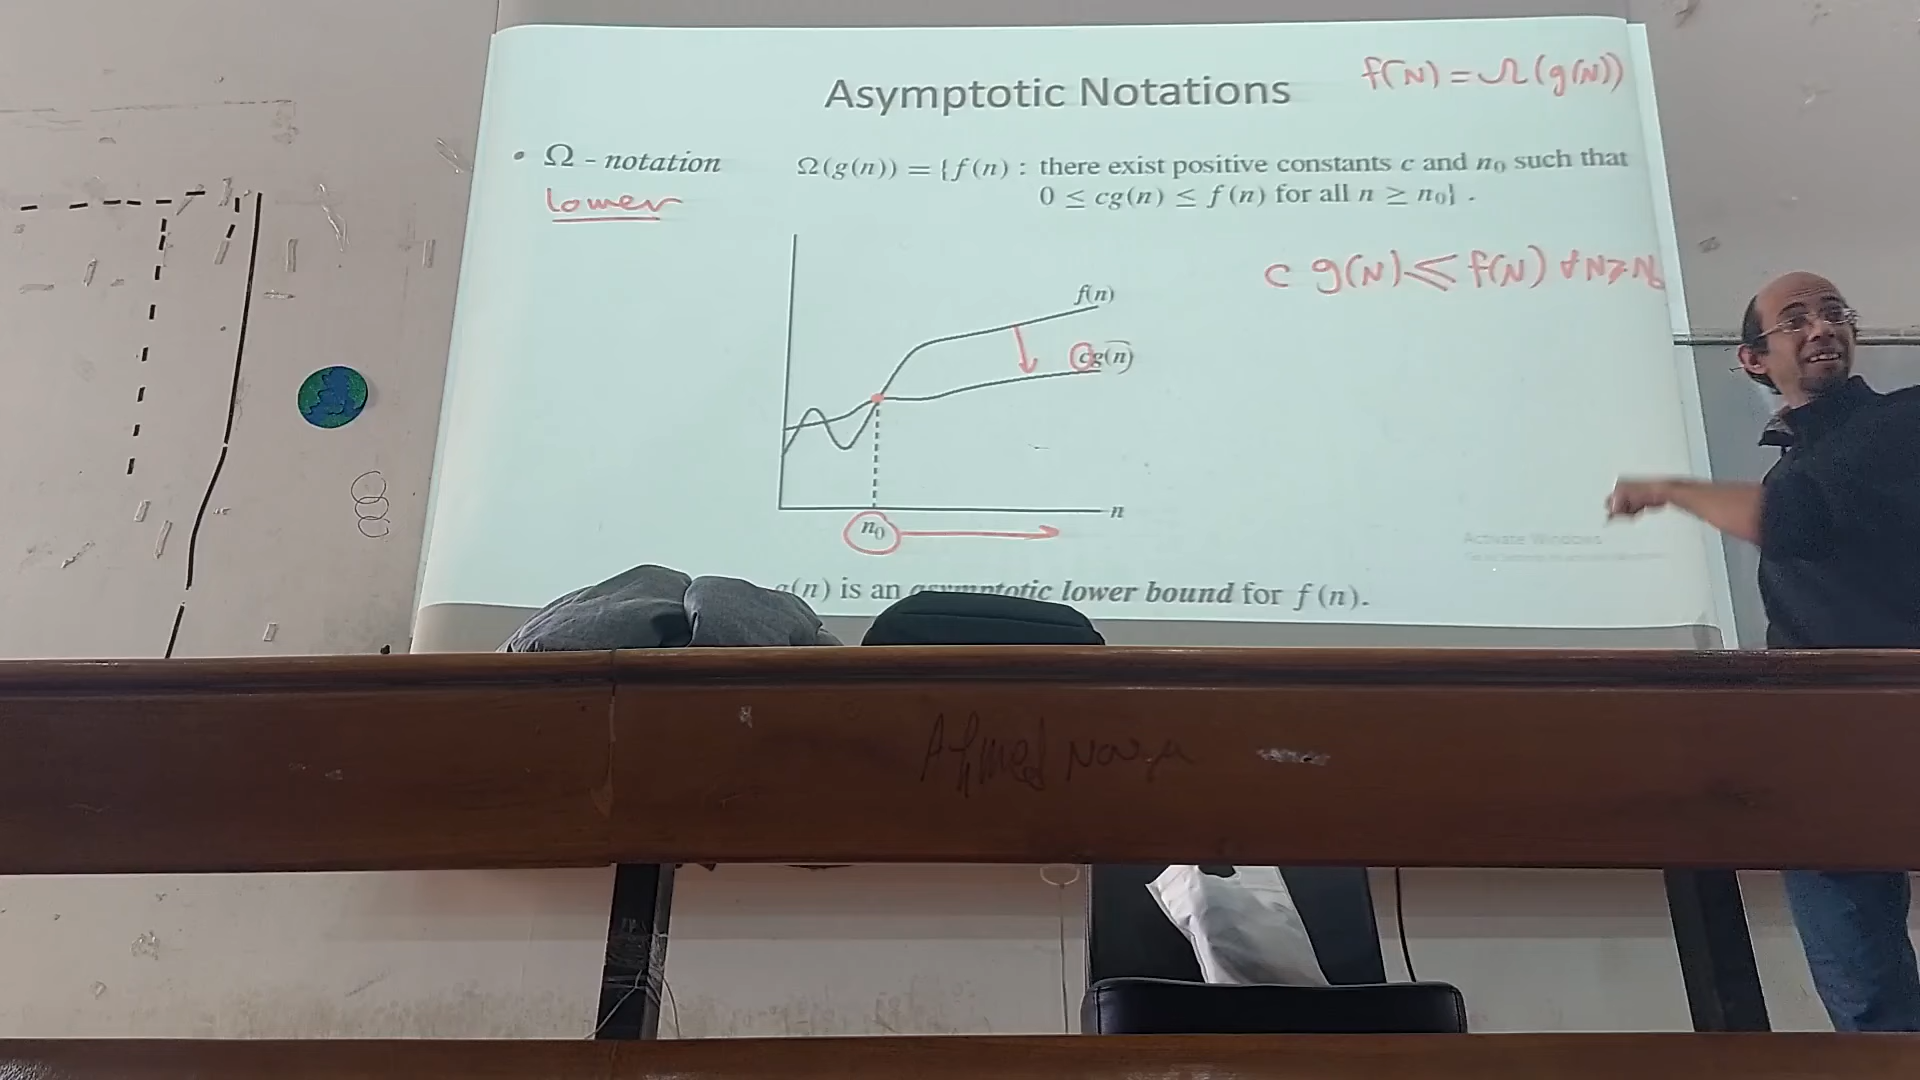 Asymptotic Notations
f(N) = Ω(g(N))
• Ω - notation
lower
Ω(g(n)) = {f(n) : there exist positive constants c and n₀ such that
0 ≤ cg(n) ≤ f(n) for all n ≥ n₀} .
c g(N) ≤ f(N) ∀ N ≥ N₀
f(n)
cg(n)
n
n₀
Activate Windows
g(n) is an asymptotic lower bound for f(n).
Ahmed